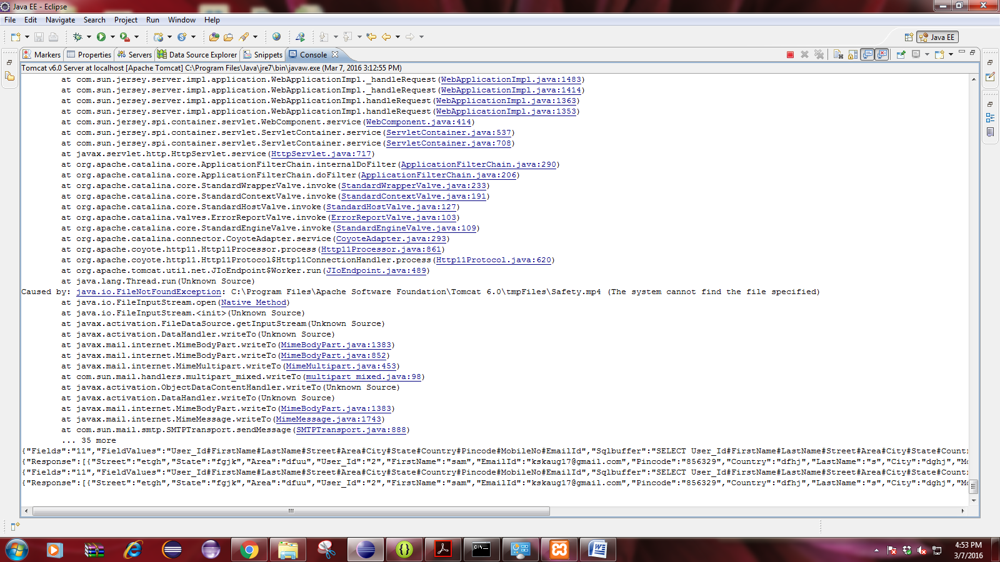 Java EE - Eclipse
File Edit Navigate Search Project Run Window Help
Java EE
Markers Properties Servers Data Source Explorer Snippets Console
Tomcat v6.0 Server at localhost [Apache Tomcat] C:\Program Files\Java\jre7\bin\javaw.exe (Mar 7, 2016 3:12:55 PM)
at com.sun.jersey.server.impl.application.WebApplicationImpl._handleRequest(WebApplicationImpl.java:1483)
at com.sun.jersey.server.impl.application.WebApplicationImpl._handleRequest(WebApplicationImpl.java:1414)
at com.sun.jersey.server.impl.application.WebApplicationImpl.handleRequest(WebApplicationImpl.java:1363)
at com.sun.jersey.server.impl.application.WebApplicationImpl.handleRequest(WebApplicationImpl.java:1353)
at com.sun.jersey.spi.container.servlet.WebComponent.service(WebComponent.java:414)
at com.sun.jersey.spi.container.servlet.ServletContainer.service(ServletContainer.java:537)
at com.sun.jersey.spi.container.servlet.ServletContainer.service(ServletContainer.java:708)
at javax.servlet.http.HttpServlet.service(HttpServlet.java:717)
at org.apache.catalina.core.ApplicationFilterChain.internalDoFilter(ApplicationFilterChain.java:290)
at org.apache.catalina.core.ApplicationFilterChain.doFilter(ApplicationFilterChain.java:206)
at org.apache.catalina.core.StandardWrapperValve.invoke(StandardWrapperValve.java:233)
at org.apache.catalina.core.StandardContextValve.invoke(StandardContextValve.java:191)
at org.apache.catalina.core.StandardHostValve.invoke(StandardHostValve.java:127)
at org.apache.catalina.valves.ErrorReportValve.invoke(ErrorReportValve.java:103)
at org.apache.catalina.core.StandardEngineValve.invoke(StandardEngineValve.java:109)
at org.apache.catalina.connector.CoyoteAdapter.service(CoyoteAdapter.java:293)
at org.apache.coyote.http11.Http11Processor.process(Http11Processor.java:861)
at org.apache.coyote.http11.Http11Protocol$Http11ConnectionHandler.process(Http11Protocol.java:620)
at org.apache.tomcat.util.net.JIoEndpoint$Worker.run(JIoEndpoint.java:489)
at java.lang.Thread.run(Unknown Source)
Caused by: java.io.FileNotFoundException: C:\Program Files\Apache Software Foundation\Tomcat 6.0\tmpFiles\Safety.mp4 (The system cannot find the file specified)
at java.io.FileInputStream.open(Native Method)
at java.io.FileInputStream.<init>(Unknown Source)
at javax.activation.FileDataSource.getInputStream(Unknown Source)
at javax.activation.DataHandler.writeTo(Unknown Source)
at javax.mail.internet.MimeBodyPart.writeTo(MimeBodyPart.java:1383)
at javax.mail.internet.MimeBodyPart.writeTo(MimeBodyPart.java:852)
at javax.mail.internet.MimeMultipart.writeTo(MimeMultipart.java:453)
at com.sun.mail.handlers.multipart_mixed.writeTo(multipart_mixed.java:98)
at javax.activation.ObjectDataContentHandler.writeTo(Unknown Source)
at javax.activation.DataHandler.writeTo(Unknown Source)
at javax.mail.internet.MimeBodyPart.writeTo(MimeBodyPart.java:1383)
at javax.mail.internet.MimeMessage.writeTo(MimeMessage.java:1743)
at com.sun.mail.smtp.SMTPTransport.sendMessage(SMTPTransport.java:888)
... 35 more
{"Fields":"11","FieldValues":"User_Id#FirstName#LastName#Street#Area#City#State#Country#Pincode#MobileNo#EmailId","Sqlbuffer":"SELECT User_Id#FirstName#LastName#Street#Area#City#State#Count
{"Response":[{"Street":"etgh","State":"fgjk","Area":"dfuu","User_Id":"2","FirstName":"sam","EmailId":"kskaug17@gmail.com","Pincode":"856329","Country":"dfhj","LastName":"s","City":"dghj","Mo
{"Fields":"11","FieldValues":"User_Id#FirstName#LastName#Street#Area#City#State#Country#Pincode#MobileNo#EmailId","Sqlbuffer":"SELECT User_Id#FirstName#LastName#Street#Area#City#State#Count
{"Response":[{"Street":"etgh","State":"fgjk","Area":"dfuu","User_Id":"2","FirstName":"sam","EmailId":"kskaug17@gmail.com","Pincode":"856329","Country":"dfhj","LastName":"s","City":"dghj","Mo
4:53 PM
3/7/2016